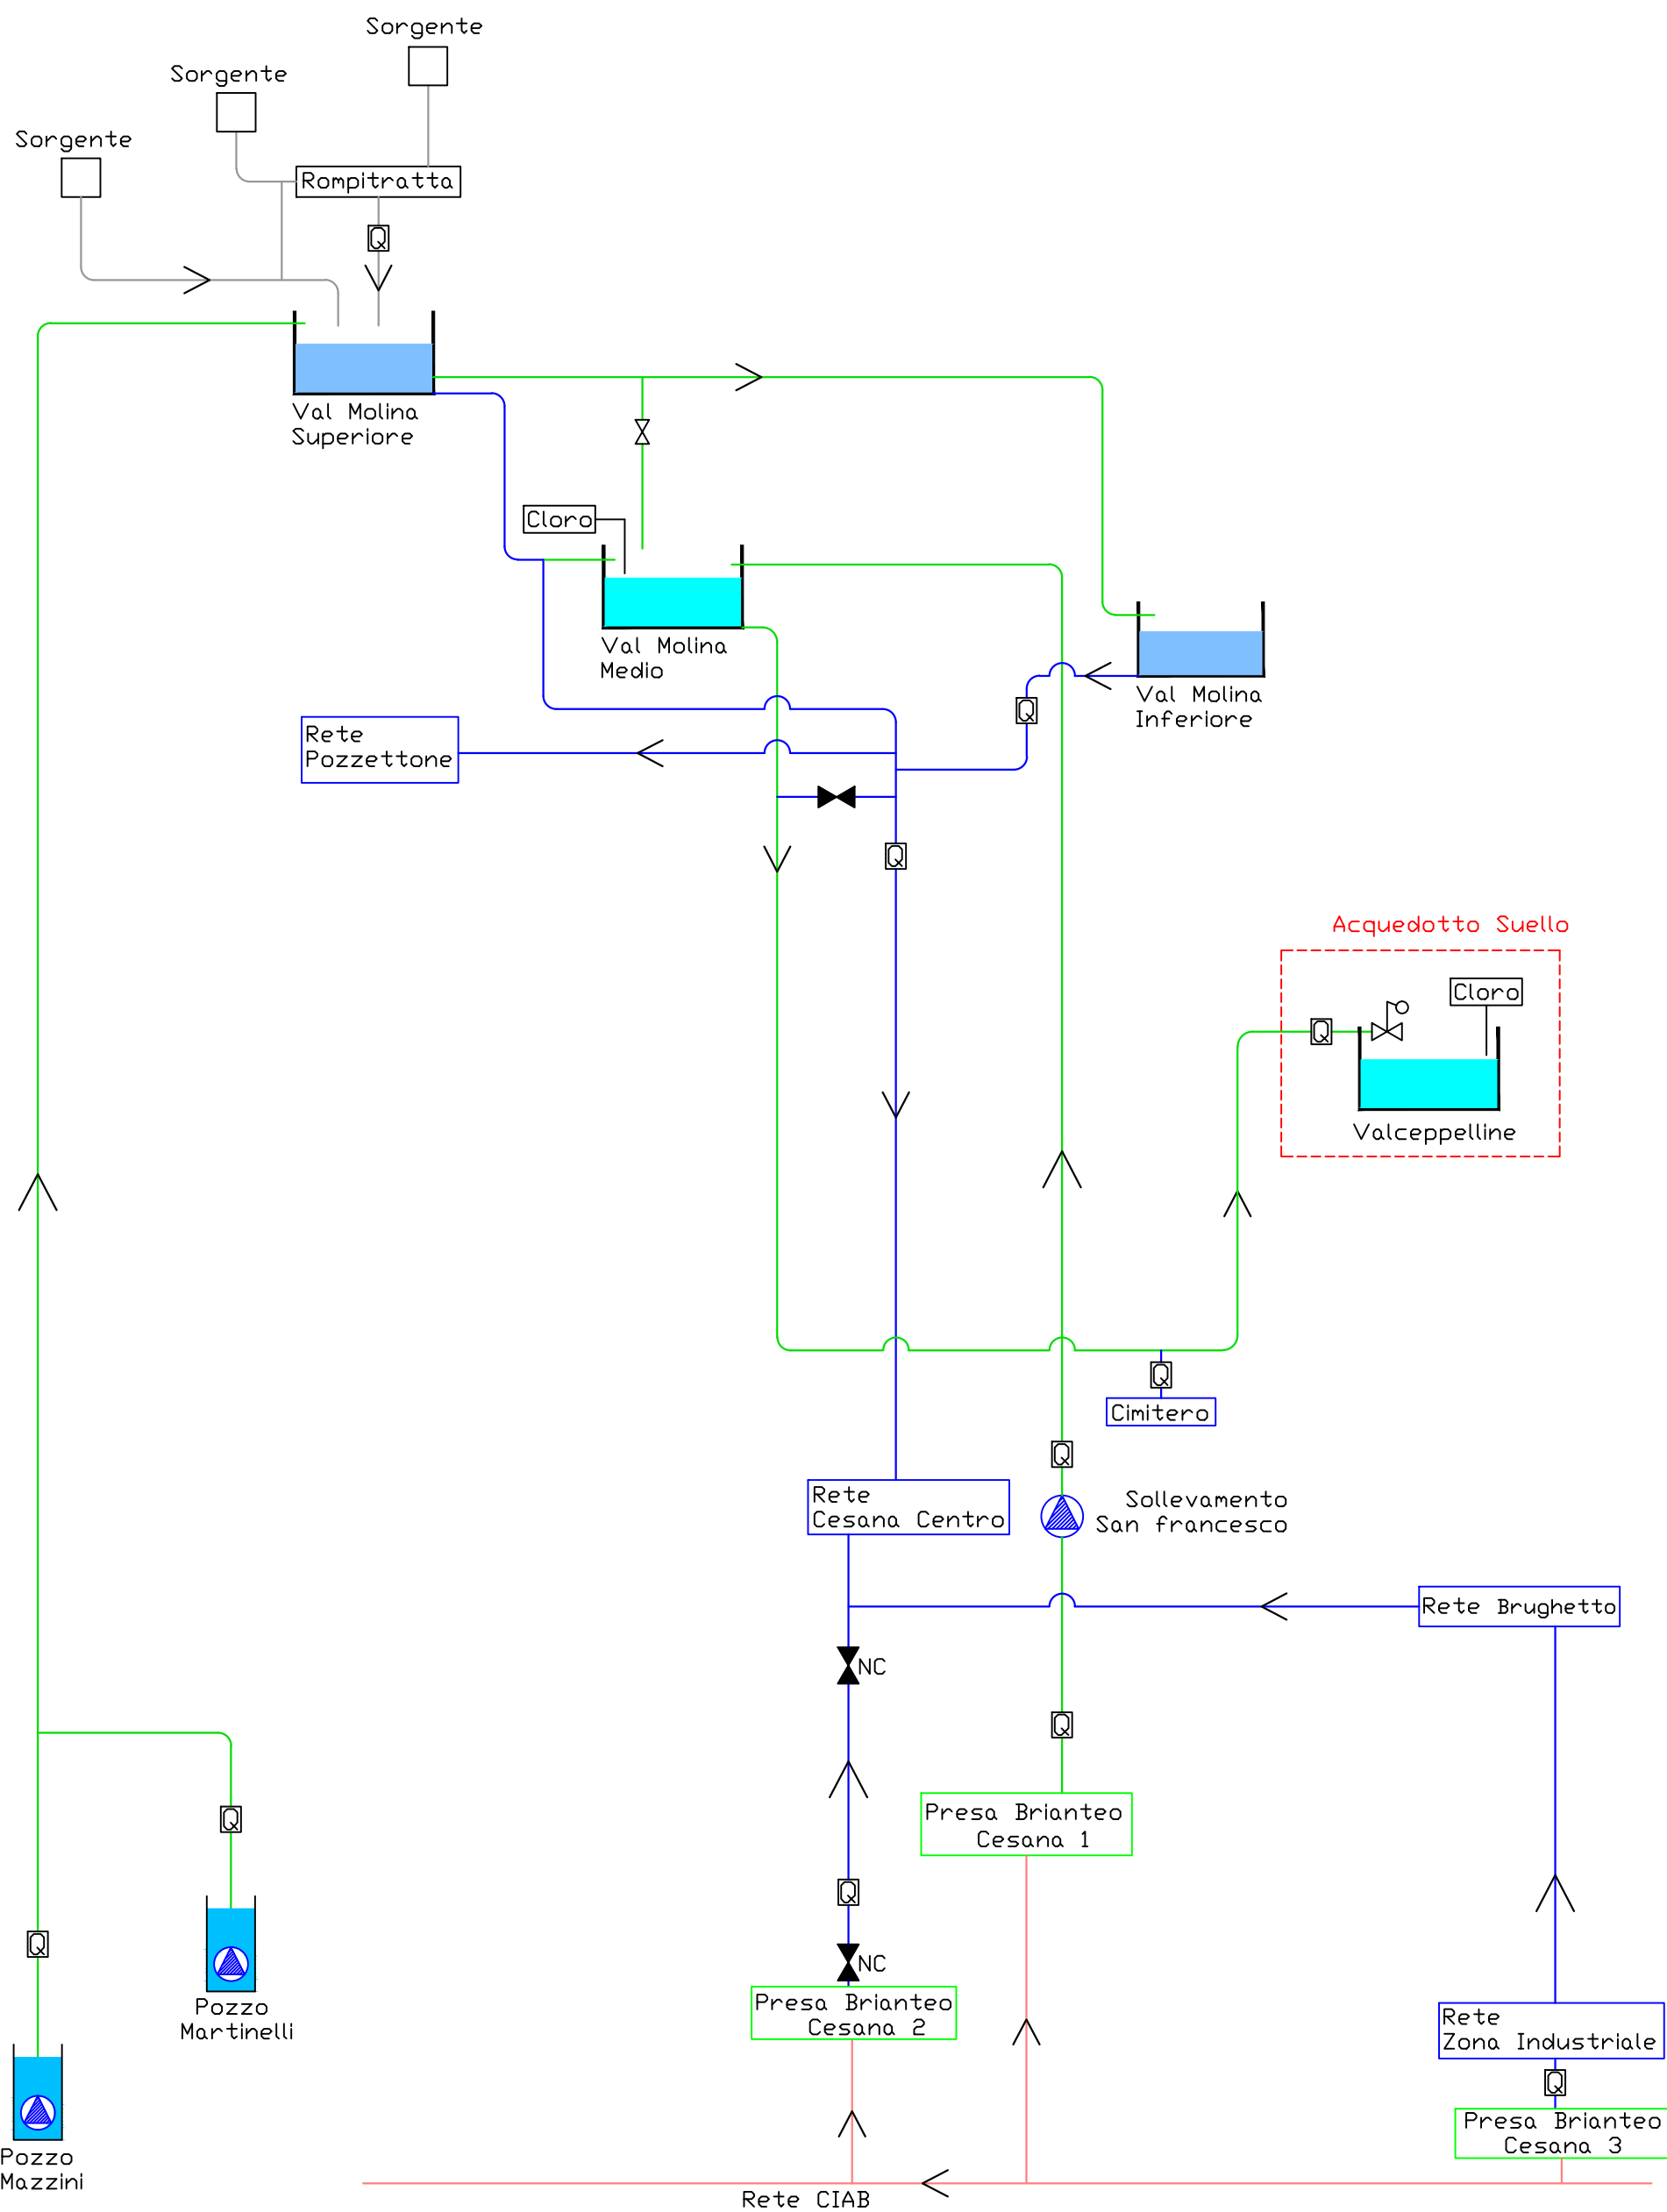 Sorgente
Sorgente
Sorgente
Rompitratta
Q
Val Molina
Superiore
Cloro
Val Molina
Medio
Val Molina
Inferiore
Q
Rete
Pozzettone
Q
Acquedotto Suello
Cloro
Q
Valceppelline
Q
Cimitero
Q
Rete
Cesana Centro
Sollevamento
San francesco
Rete Brughetto
NC
Q
Presa Brianteo
Cesana 1
Q
Q
Q
NC
Presa Brianteo
Cesana 2
Pozzo
Martinelli
Rete
Zona Industriale
Q
Presa Brianteo
Cesana 3
Pozzo
Mazzini
Rete CIAB